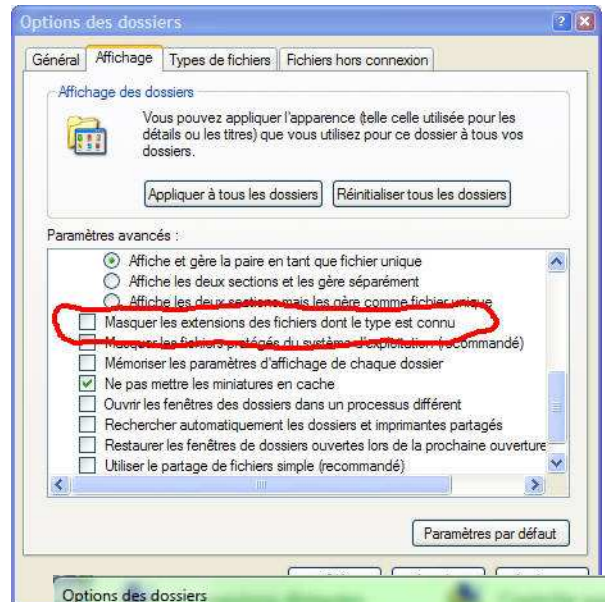 Options des dossiers
Général Affichage Types de fichiers Fichiers hors connexion
Affichage des dossiers
Vous pouvez appliquer l'apparence (telle celle utilisée pour les
détails ou les titres) que vous utilisez pour ce dossier à tous vos
dossiers.
Appliquer à tous les dossiers Réinitialiser tous les dossiers
Paramètres avancés :
Affiche et gère la paire en tant que fichier unique
Affiche les deux sections et les gère séparément
Affiche les deux sections mais les gère comme fichier unique
Masquer les extensions des fichiers dont le type est connu
Masquer les fichiers protégés du système d'exploitation (recommandé)
Mémoriser les paramètres d'affichage de chaque dossier
Ne pas mettre les miniatures en cache
Ouvrir les fenêtres des dossiers dans un processus différent
Rechercher automatiquement les dossiers et imprimantes partagés
Restaurer les fenêtres de dossiers ouvertes lors de la prochaine ouverture
Utiliser le partage de fichiers simple (recommandé)
Paramètres par défaut
Options des dossiers